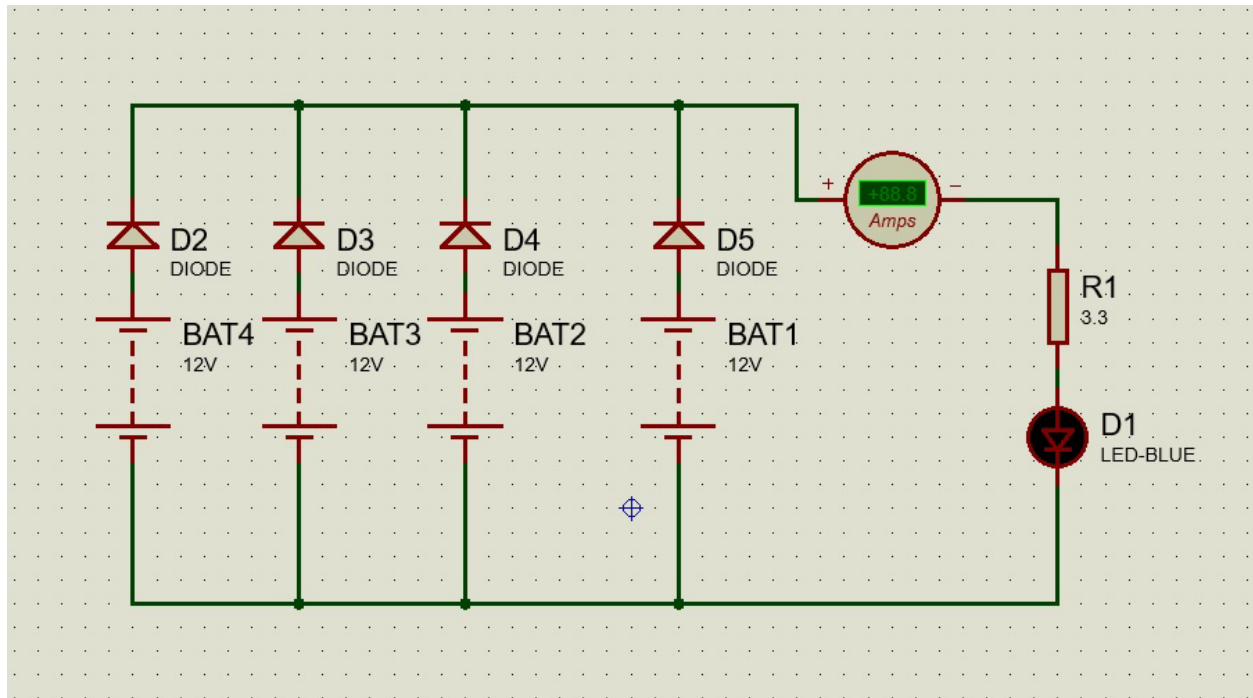 + +88.8 −
Amps
D2
DIODE
D3
DIODE
D4
DIODE
D5
DIODE
R1
3.3
BAT4
12V
BAT3
12V
BAT2
12V
BAT1
12V
D1
LED-BLUE